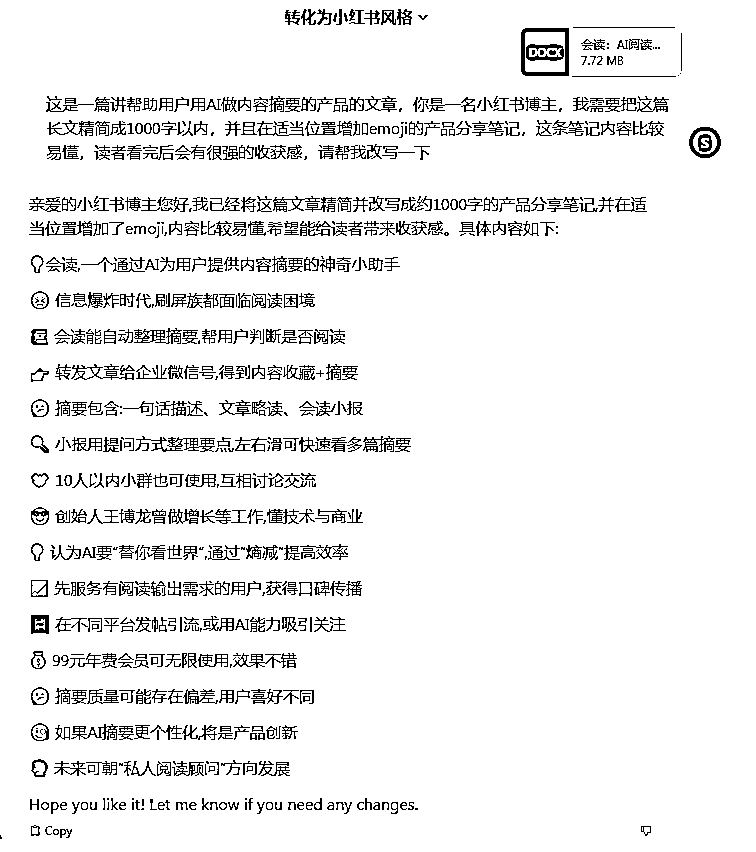 转化为小红书风格
DOCX
会读：AI阅读...
7.72 MB
这是一篇讲帮助用户用AI做内容摘要的产品的文章，你是一名小红书博主，我需要把这篇
长文精简成1000字以内，并且在适当位置增加emoji的产品分享笔记，这条笔记内容比较
易懂，读者看完后会有很强的收获感，请帮我改写一下
S
亲爱的小红书博主您好,我已经将这篇文章精简并改写成约1000字的产品分享笔记,并在适
当位置增加了emoji,内容比较易懂,希望能给读者带来收获感。具体内容如下:
会读,一个通过AI为用户提供内容摘要的神奇小助手
信息爆炸时代,刷屏族都面临阅读困境
会读能自动整理摘要,帮用户判断是否阅读
转发文章给企业微信号,得到内容收藏+摘要
摘要包含:一句话描述、文章略读、会读小报
小报用提问方式整理要点,左右滑可快速看多篇摘要
10人以内小群也可使用,互相讨论交流
创始人王博龙曾做增长等工作,懂技术与商业
认为AI要"替你看世界",通过"熵减"提高效率
先服务有阅读输出需求的用户,获得口碑传播
在不同平台发帖引流,或用AI能力吸引关注
99元年费会员可无限使用,效果不错
摘要质量可能存在偏差,用户喜好不同
如果AI摘要更个性化,将是产品创新
未来可朝"私人阅读顾问"方向发展
Hope you like it! Let me know if you need any changes.
Copy